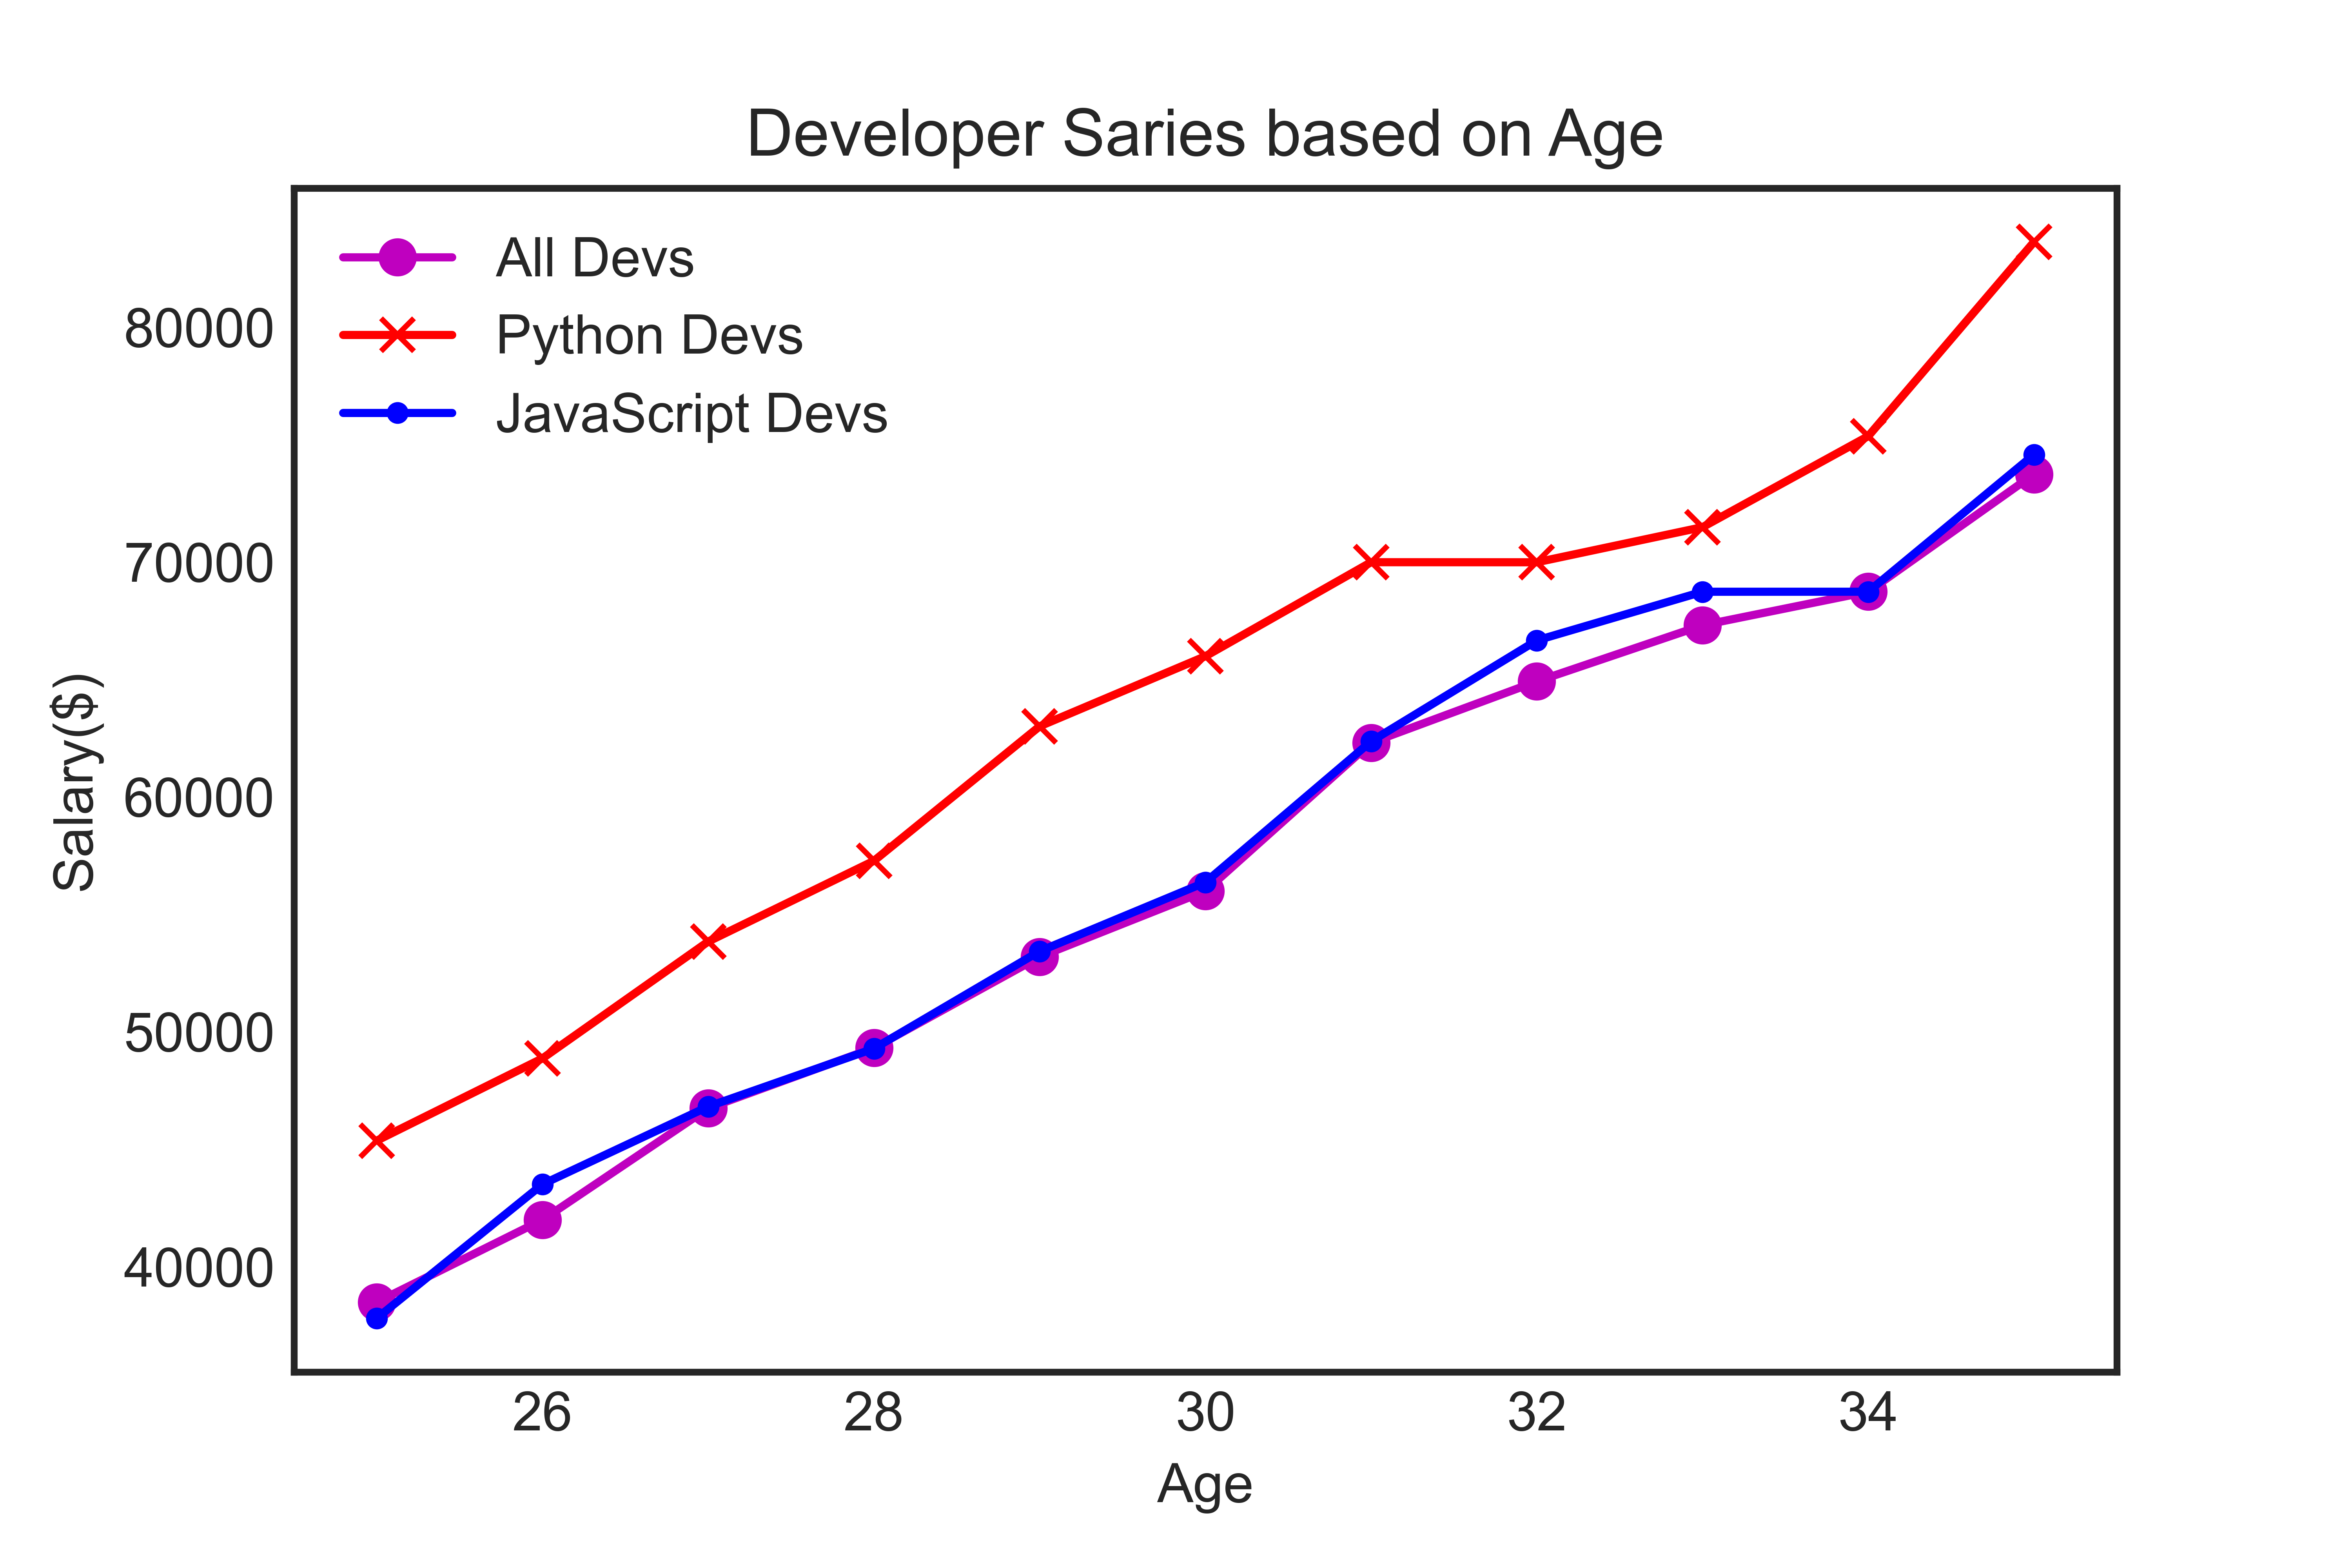 Developer Saries based on Age
All Devs
Python Devs
JavaScript Devs
80000
70000
60000
50000
40000
Salary($)
26 28 30 32 34
Age